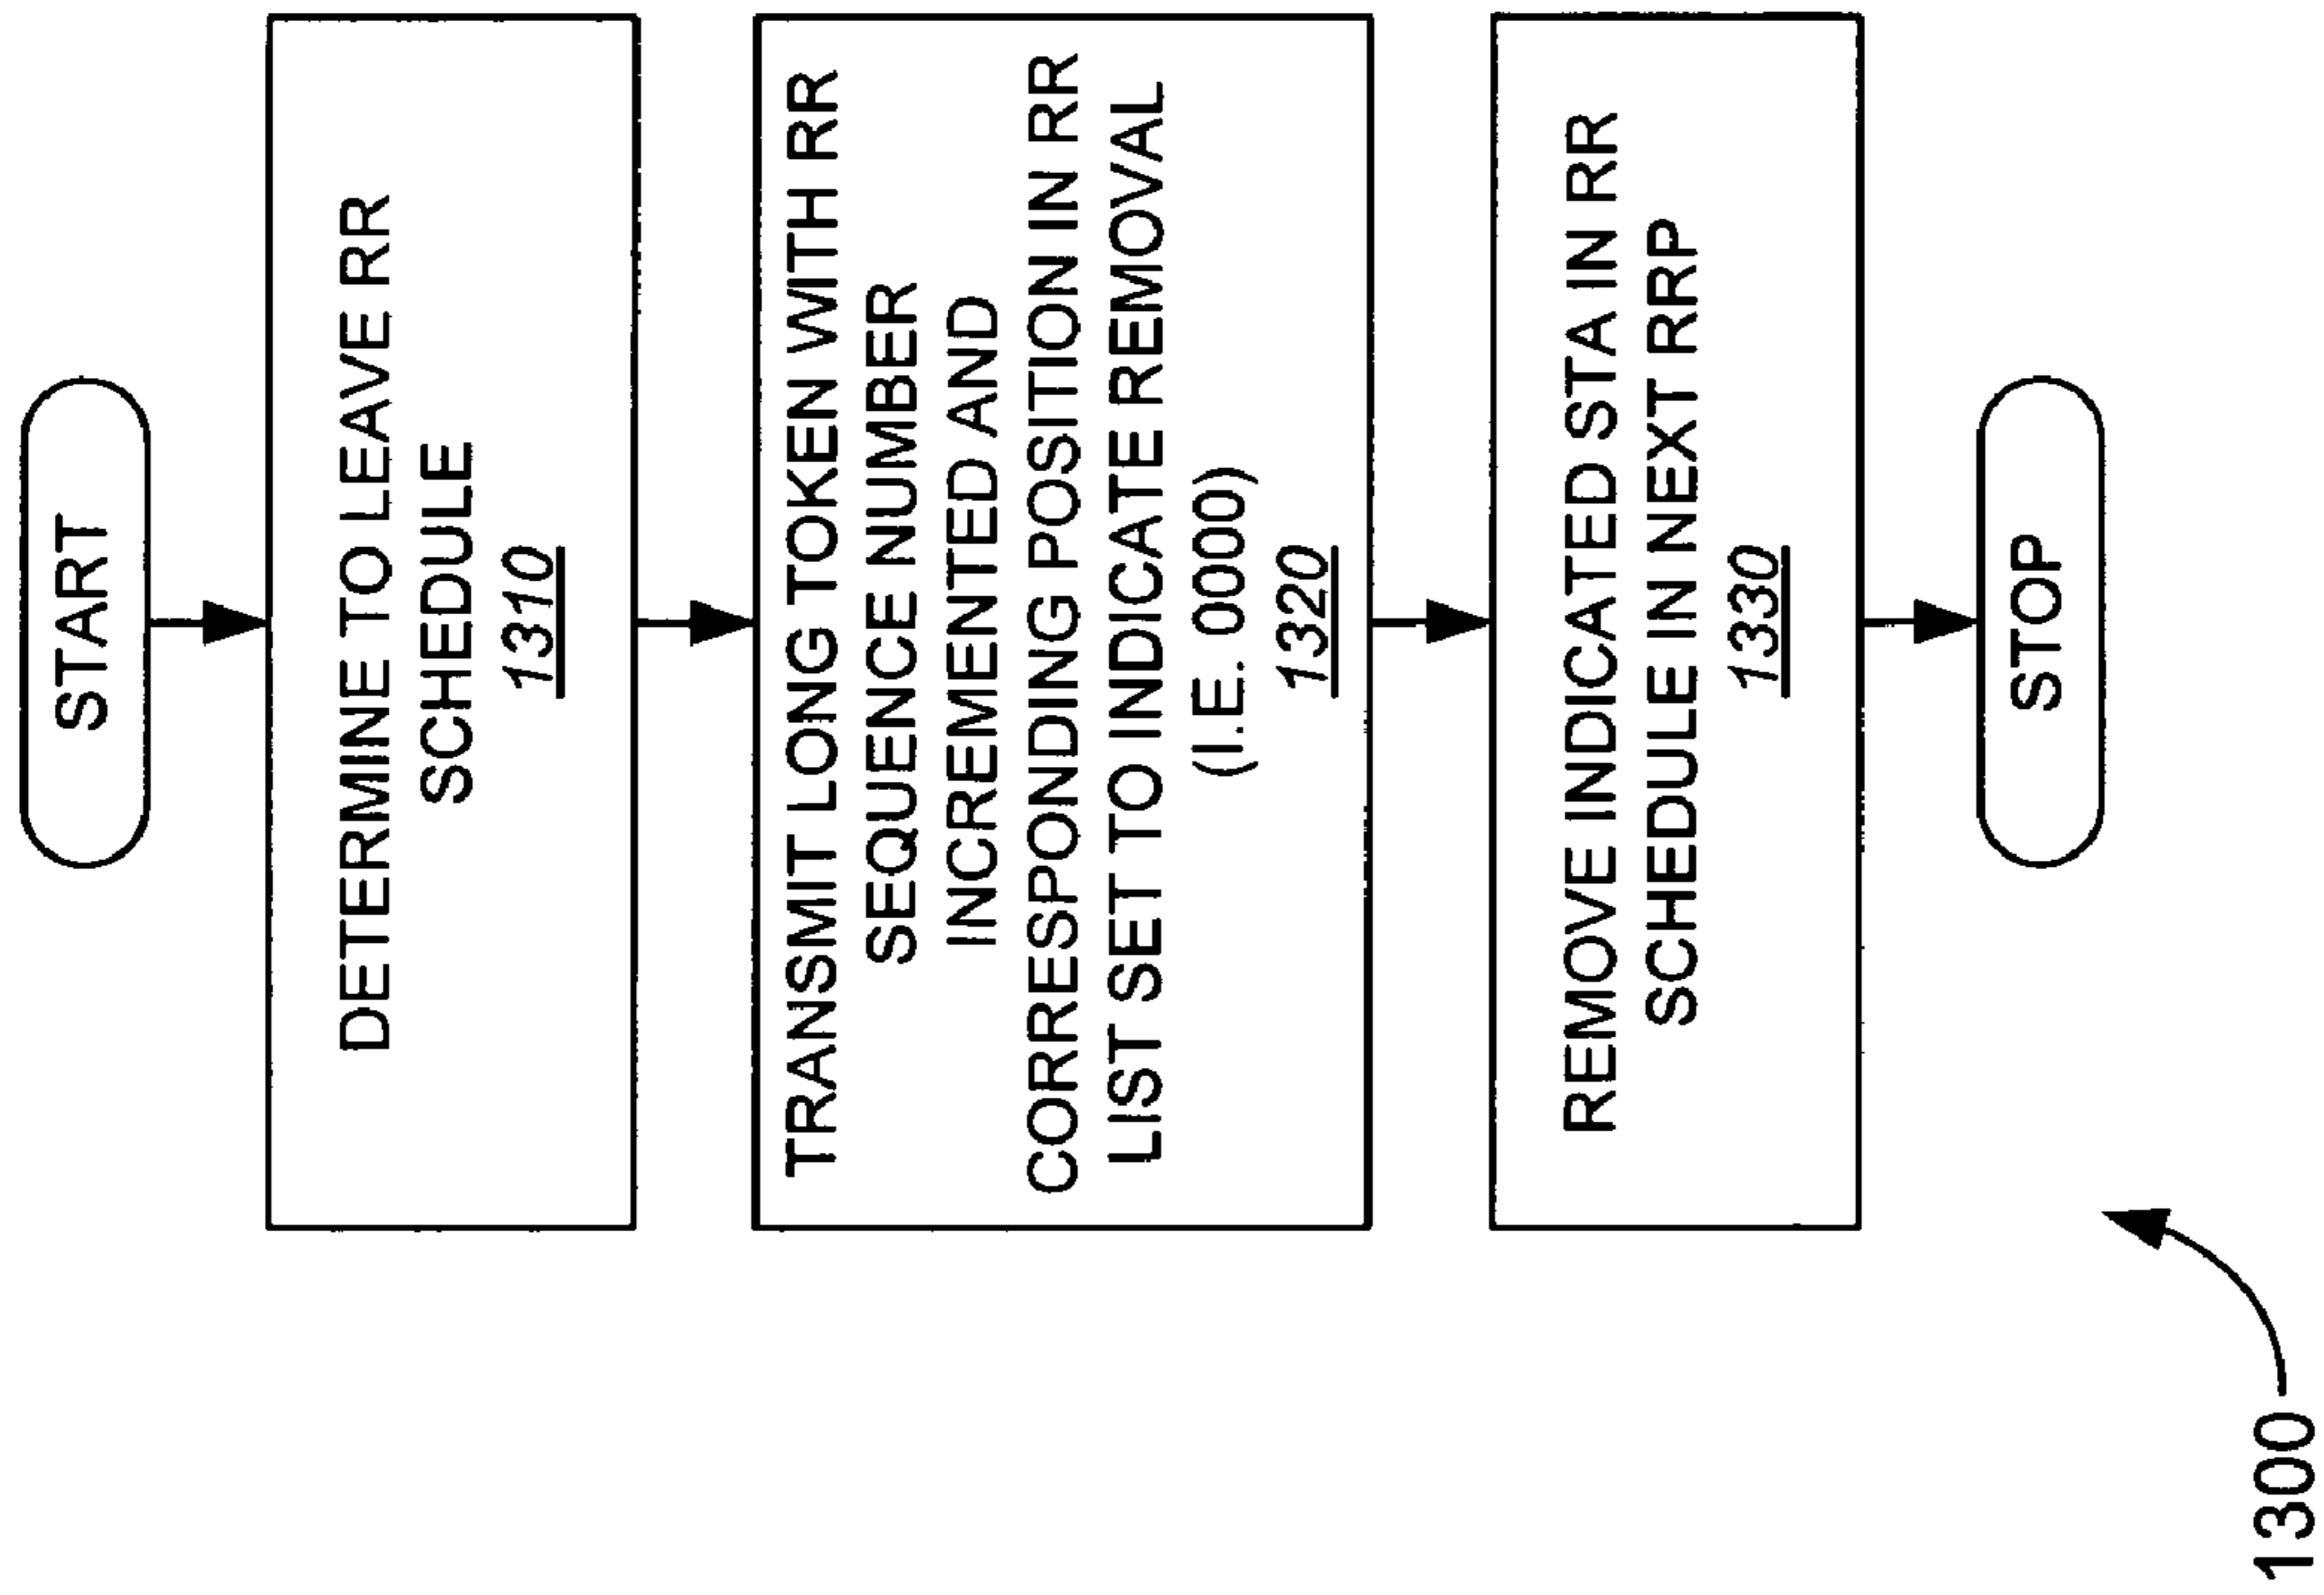 START
DETERMINE TO LEAVE RR
SCHEDULE
1310
TRANSMIT LONG TOKEN WITH RR
SEQUENCE NUMBER
INCREMENTED AND
CORRESPONDING POSITION IN RR
LIST SET TO INDICATE REMOVAL
(I.E. 0000)
1320
REMOVE INDICATED STA IN RR
SCHEDULE IN NEXT RRP
1330
STOP
1300